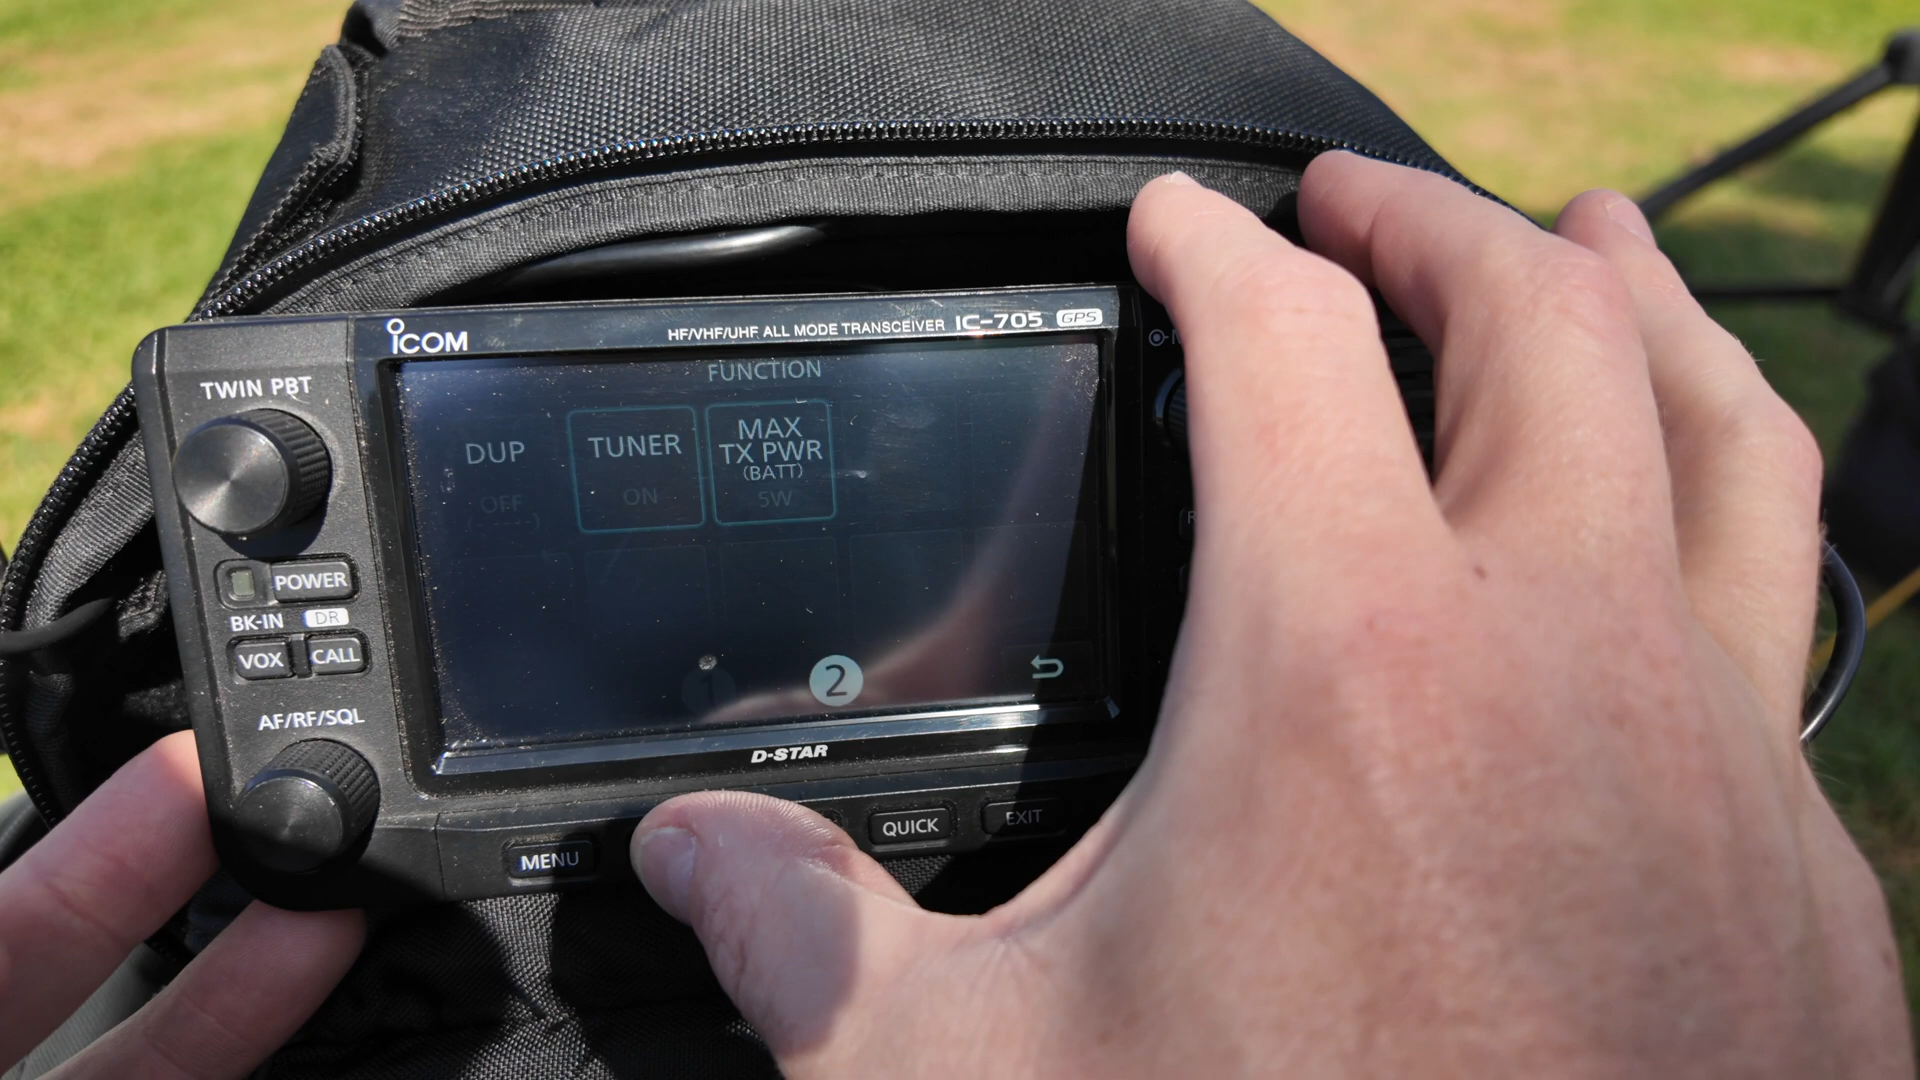 ICOM
HF/VHF/UHF ALL MODE TRANSCEIVER IC-705 GPS
TWIN PBT
FUNCTION
DUP
OFF
(-----)
TUNER
ON
MAX
TX PWR
(BATT)
5W
POWER
BK-IN DR
VOX CALL
1 2
AF/RF/SQL
D-STAR
MENU
QUICK
EXIT